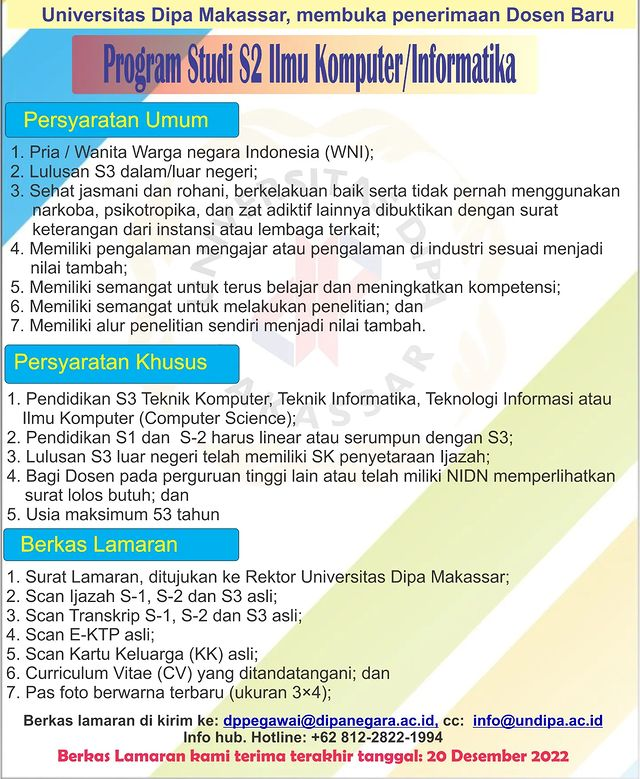 Universitas Dipa Makassar, membuka penerimaan Dosen Baru
Program Studi S2 Ilmu Komputer/Informatika
Persyaratan Umum
1. Pria / Wanita Warga negara Indonesia (WNI);
2. Lulusan S3 dalam/luar negeri;
3. Sehat jasmani dan rohani, berkelakuan baik serta tidak pernah menggunakan
narkoba, psikotropika, dan zat adiktif lainnya dibuktikan dengan surat
keterangan dari instansi atau lembaga terkait;
4. Memiliki pengalaman mengajar atau pengalaman di industri sesuai menjadi
nilai tambah;
5. Memiliki semangat untuk terus belajar dan meningkatkan kompetensi;
6. Memiliki semangat untuk melakukan penelitian; dan
7. Memiliki alur penelitian sendiri menjadi nilai tambah.
Persyaratan Khusus
1. Pendidikan S3 Teknik Komputer, Teknik Informatika, Teknologi Informasi atau
Ilmu Komputer (Computer Science);
2. Pendidikan S1 dan S-2 harus linear atau serumpun dengan S3;
3. Lulusan S3 luar negeri telah memiliki SK penyetaraan Ijazah;
4. Bagi Dosen pada perguruan tinggi lain atau telah miliki NIDN memperlihatkan
surat lolos butuh; dan
5. Usia maksimum 53 tahun
Berkas Lamaran
1. Surat Lamaran, ditujukan ke Rektor Universitas Dipa Makassar;
2. Scan Ijazah S-1, S-2 dan S3 asli;
3. Scan Transkrip S-1, S-2 dan S3 asli;
4. Scan E-KTP asli;
5. Scan Kartu Keluarga (KK) asli;
6. Curriculum Vitae (CV) yang ditandatangani; dan
7. Pas foto berwarna terbaru (ukuran 3×4);
Berkas lamaran di kirim ke: dppegawai@dipanegara.ac.id, cc: info@undipa.ac.id
Info hub. Hotline: +62 812-2822-1994
Berkas Lamaran kami terima terakhir tanggal: 20 Desember 2022
UNIVERSITAS DIPA
MAKASSAR